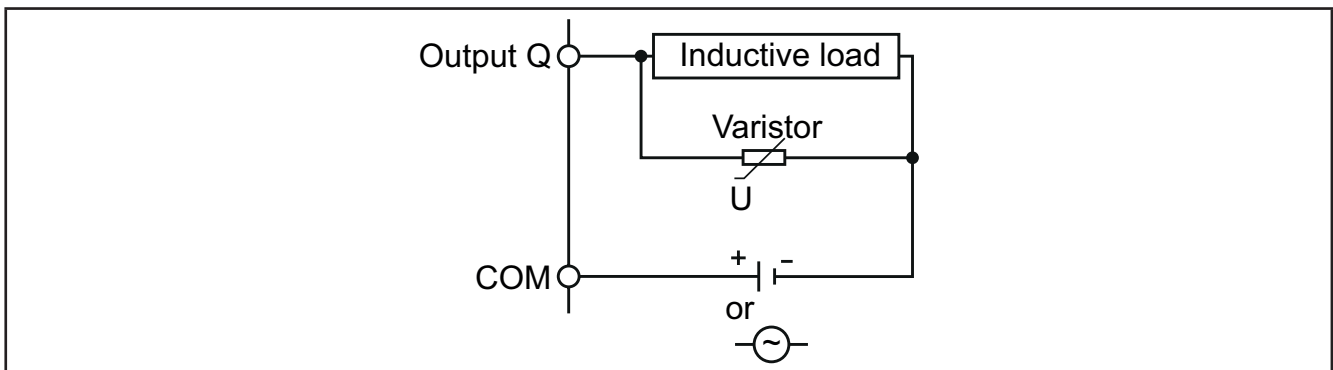 Output Q
Inductive load
Varistor
U
COM
+ -
or
~